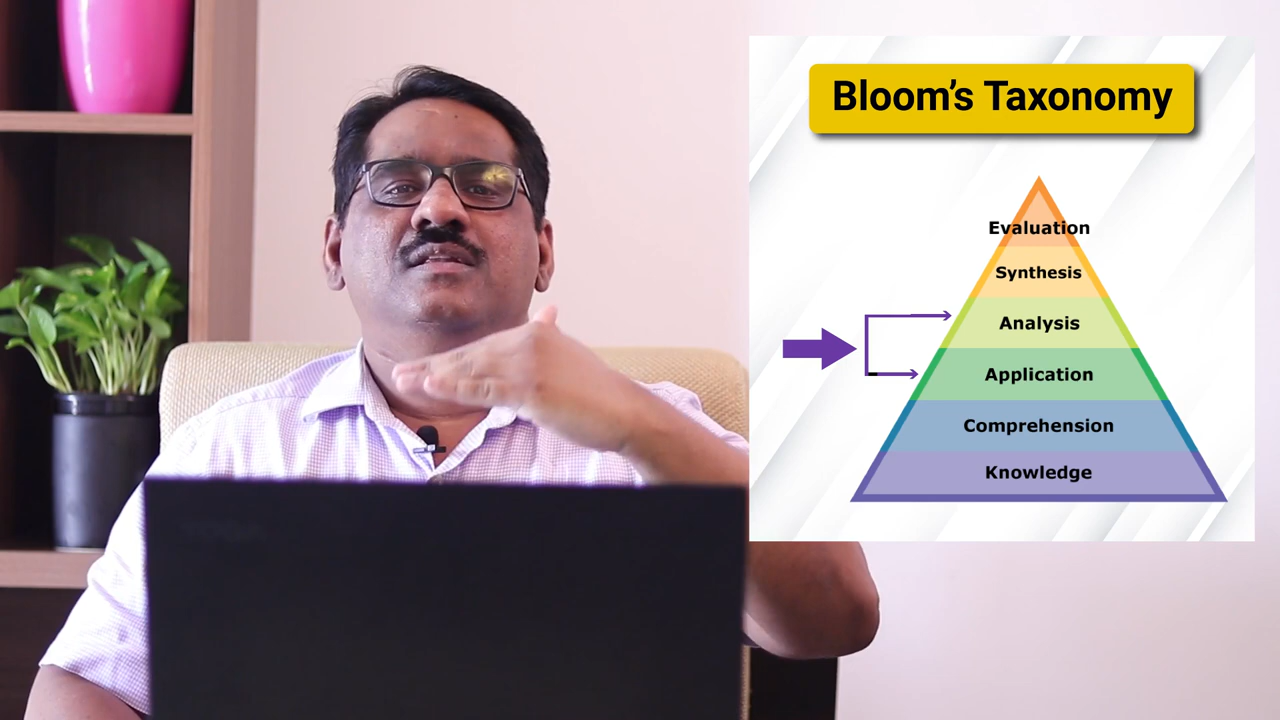 Bloom's Taxonomy
Evaluation
Synthesis
Analysis
Application
Comprehension
Knowledge